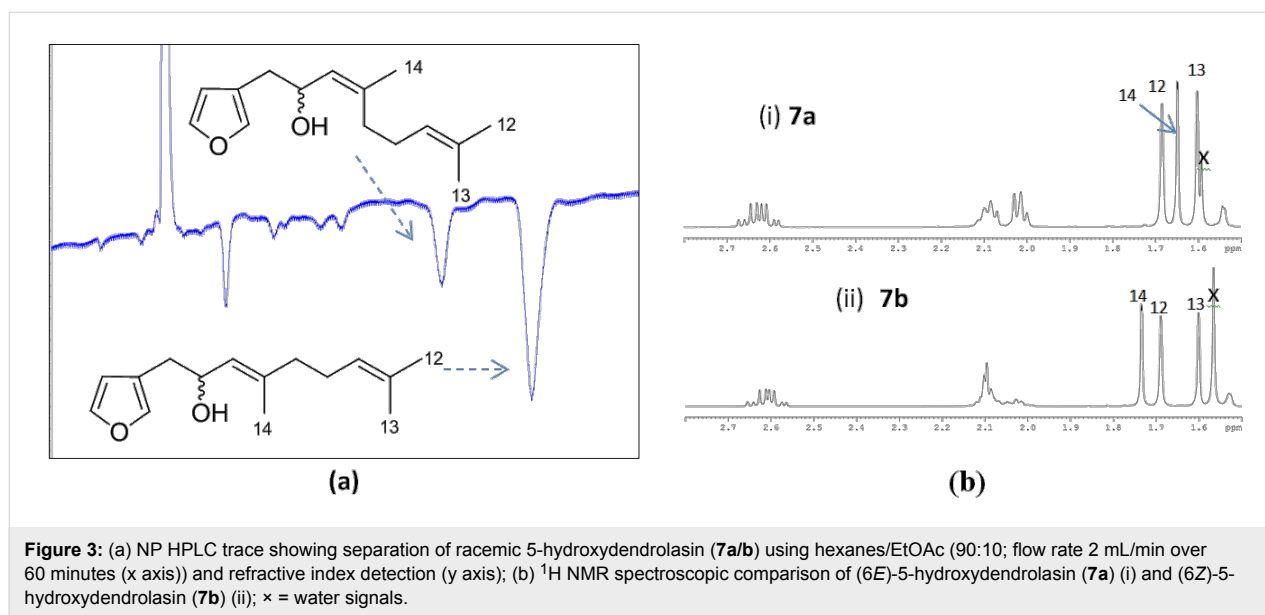 14
12
13
OH
O
12
13
14
OH
O
(a)
(i) 7a
14
12
13
x
2.7 2.6 2.5 2.4 2.3 2.2 2.1 2.0 1.9 1.8 1.7 1.6 ppm
(ii) 7b
14
12
13
x
2.7 2.6 2.5 2.4 2.3 2.2 2.1 2.0 1.9 1.8 1.7 1.6 ppm
(b)
Figure 3: (a) NP HPLC trace showing separation of racemic 5-hydroxydendrolasin (7a/b) using hexanes/EtOAc (90:10; flow rate 2 mL/min over
60 minutes (x axis)) and refractive index detection (y axis); (b) ¹H NMR spectroscopic comparison of (6E)-5-hydroxydendrolasin (7a) (i) and (6Z)-5-
hydroxydendrolasin (7b) (ii); × = water signals.